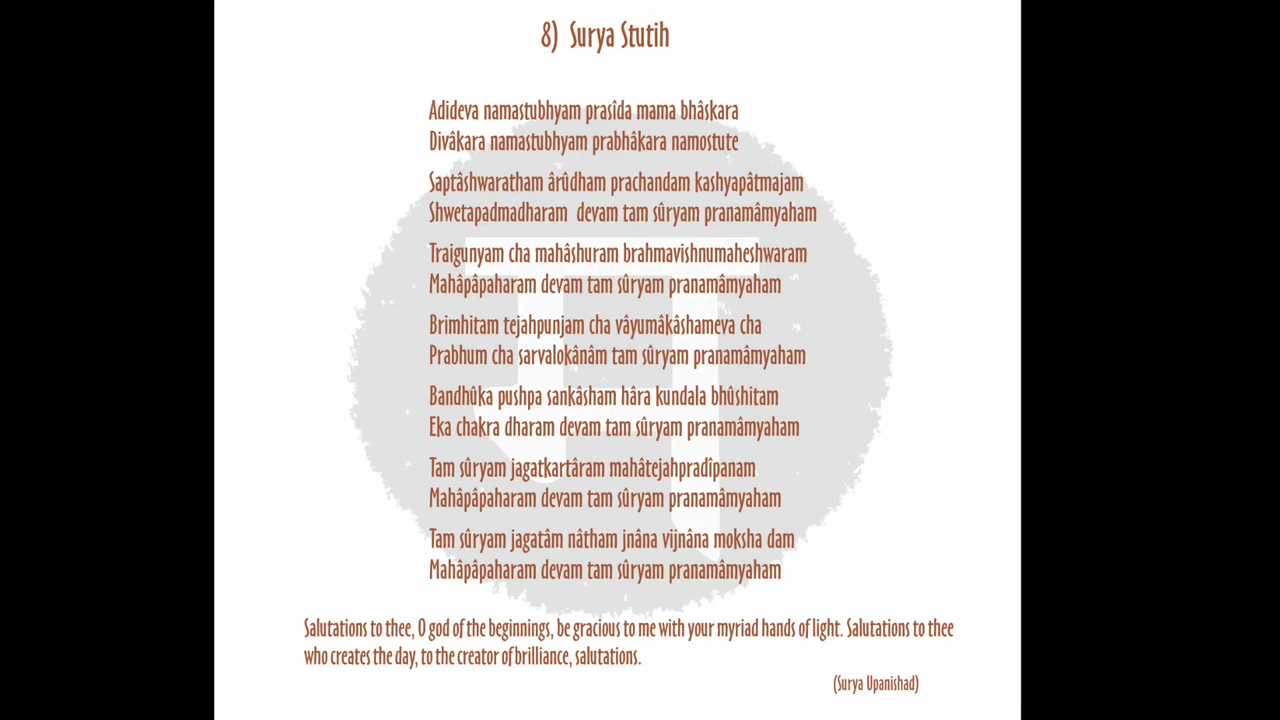 8) Surya Stutih
Adideva namastubhyam prasîda mama bhâskara
Divâkara namastubhyam prabhâkara namostute
Saptâshwaratham ârûdham prachandam kashyapâtmajam
Shwetapadmadharam devam tam sûryam pranamâmyaham
Traigunyam cha mahâshuram brahmavishnumaheshwaram
Mahâpâpaharam devam tam sûryam pranamâmyaham
Brimhitam tejahpunjam cha vâyumâkâshameva cha
Prabhum cha sarvalokânâm tam sûryam pranamâmyaham
Bandhûka pushpa sankâsham hâra kundala bhûshitam
Eka chakra dharam devam tam sûryam pranamâmyaham
Tam sûryam jagatkartâram mahâtejahpradîpanam
Mahâpâpaharam devam tam sûryam pranamâmyaham
Tam sûryam jagatâm nâtham jnâna vijnâna moksha dam
Mahâpâpaharam devam tam sûryam pranamâmyaham
Salutations to thee, O god of the beginnings, be gracious to me with your myriad hands of light. Salutations to thee
who creates the day, to the creator of brilliance, salutations.
(Surya Upanishad)